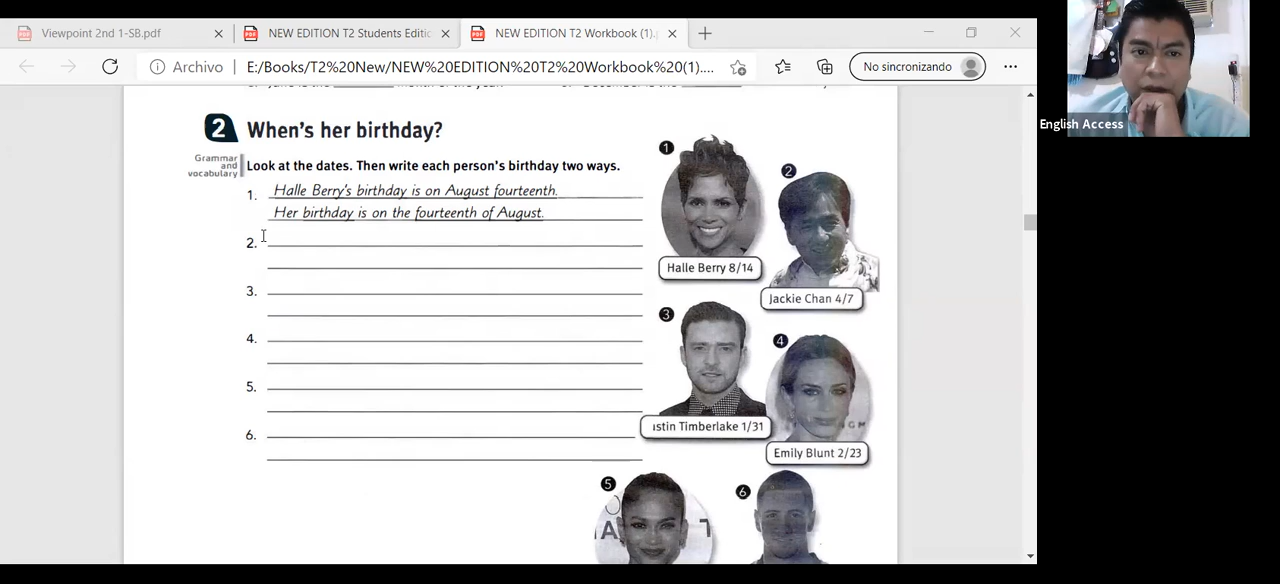 Viewpoint 2nd 1-SB.pdf
NEW EDITION T2 Students Editic
NEW EDITION T2 Workbook (1).
Archivo
E:/Books/T2%20New/NEW%20EDITION%20T2%20Workbook%20(1)....
No sincronizando
English Access
2 When's her birthday?
Grammar and vocabulary
Look at the dates. Then write each person's birthday two ways.
1. Halle Berry's birthday is on August fourteenth.
Her birthday is on the fourteenth of August.
2.
3.
4.
5.
6.
1
Halle Berry 8/14
2
Jackie Chan 4/7
3
ıstin Timberlake 1/31
4
Emily Blunt 2/23
5
6